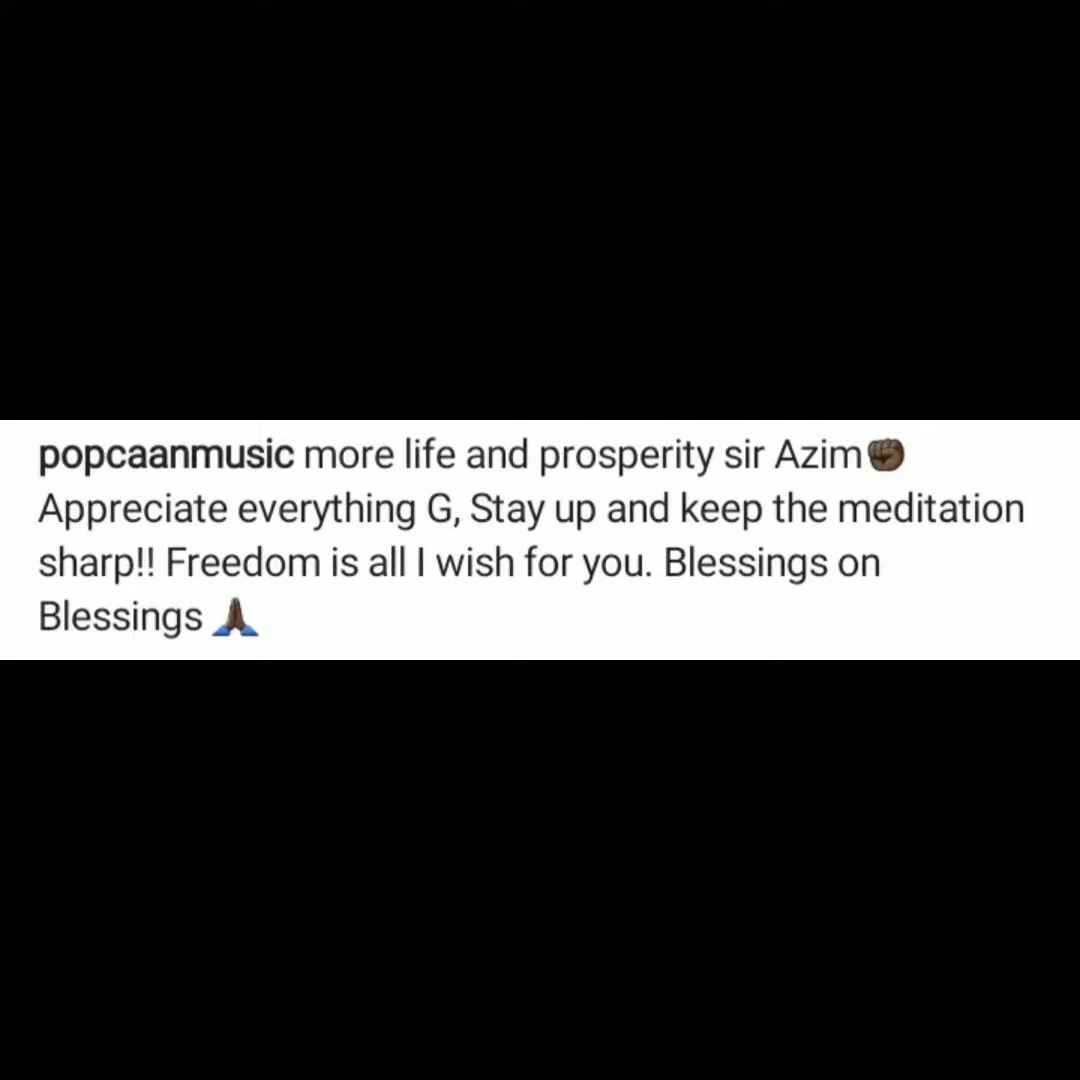 popcaanmusic more life and prosperity sir Azim✊🏿
Appreciate everything G, Stay up and keep the meditation
sharp!! Freedom is all I wish for you. Blessings on
Blessings 🙏🏿